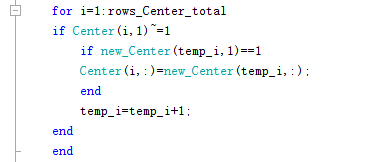 for i=1:rows_Center_total
if Center(i,1)~=1
if new_Center(temp_i,1)==1
Center(i,:)=new_Center(temp_i,:);
end
temp_i=temp_i+1;
end
end